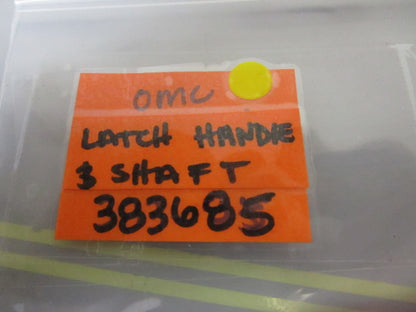 OMC
LATCH HANDLE
& SHAFT
383685